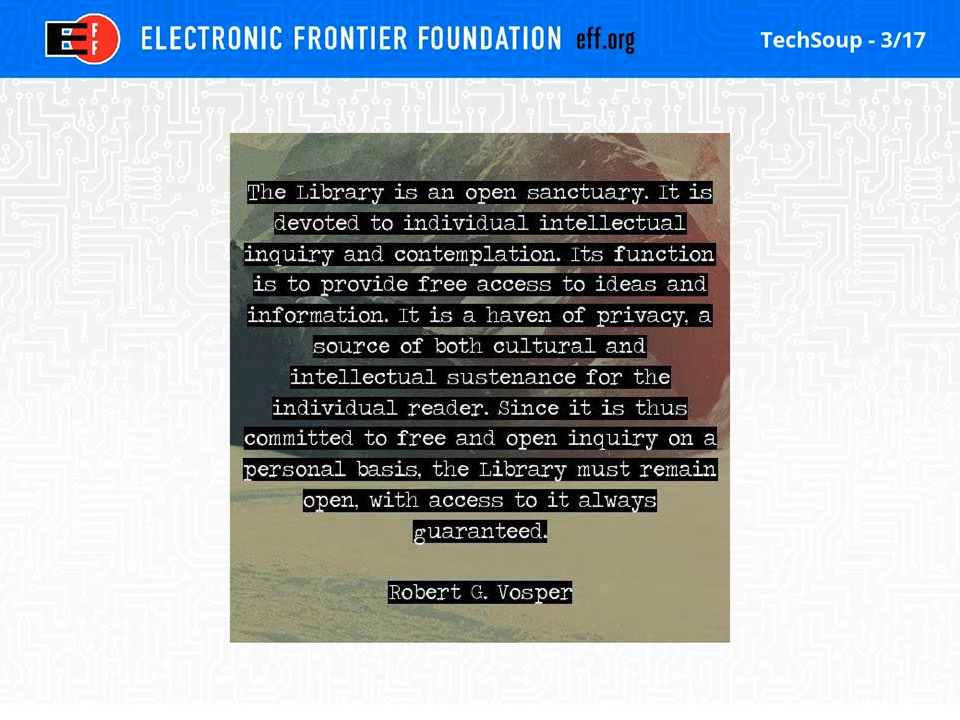 EFF
ELECTRONIC FRONTIER FOUNDATION eff.org
TechSoup - 3/17
The Library is an open sanctuary. It is
devoted to individual intellectual
inquiry and contemplation. Its function
is to provide free access to ideas and
information. It is a haven of privacy, a
source of both cultural and
intellectual sustenance for the
individual reader. Since it is thus
committed to free and open inquiry on a
personal basis, the Library must remain
open, with access to it always
guaranteed.
Robert G. Vosper